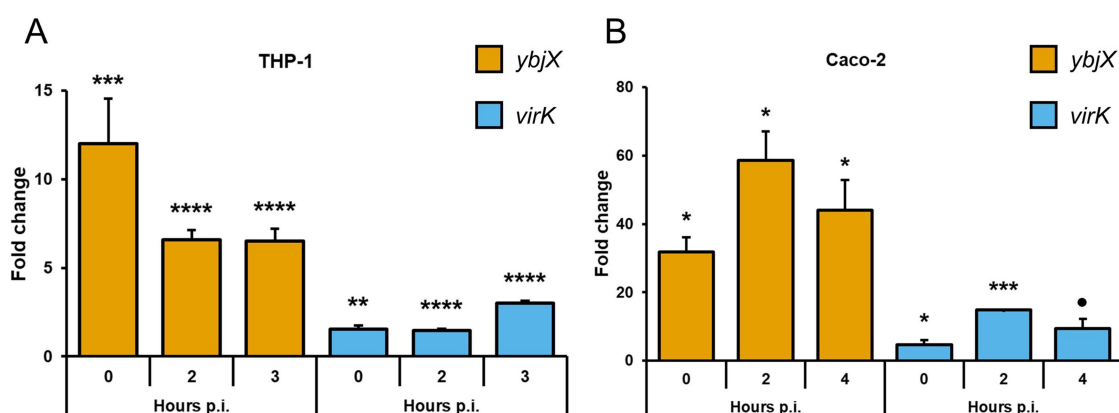 A
THP-1
ybjX
virK
Fold change
15
10
5
0
***
****
****
**
****
****
0 2 3 0 2 3
Hours p.i. Hours p.i.
B
Caco-2
ybjX
virK
Fold change
80
60
40
20
0
*
*
*
*
***
•
0 2 4 0 2 4
Hours p.i. Hours p.i.